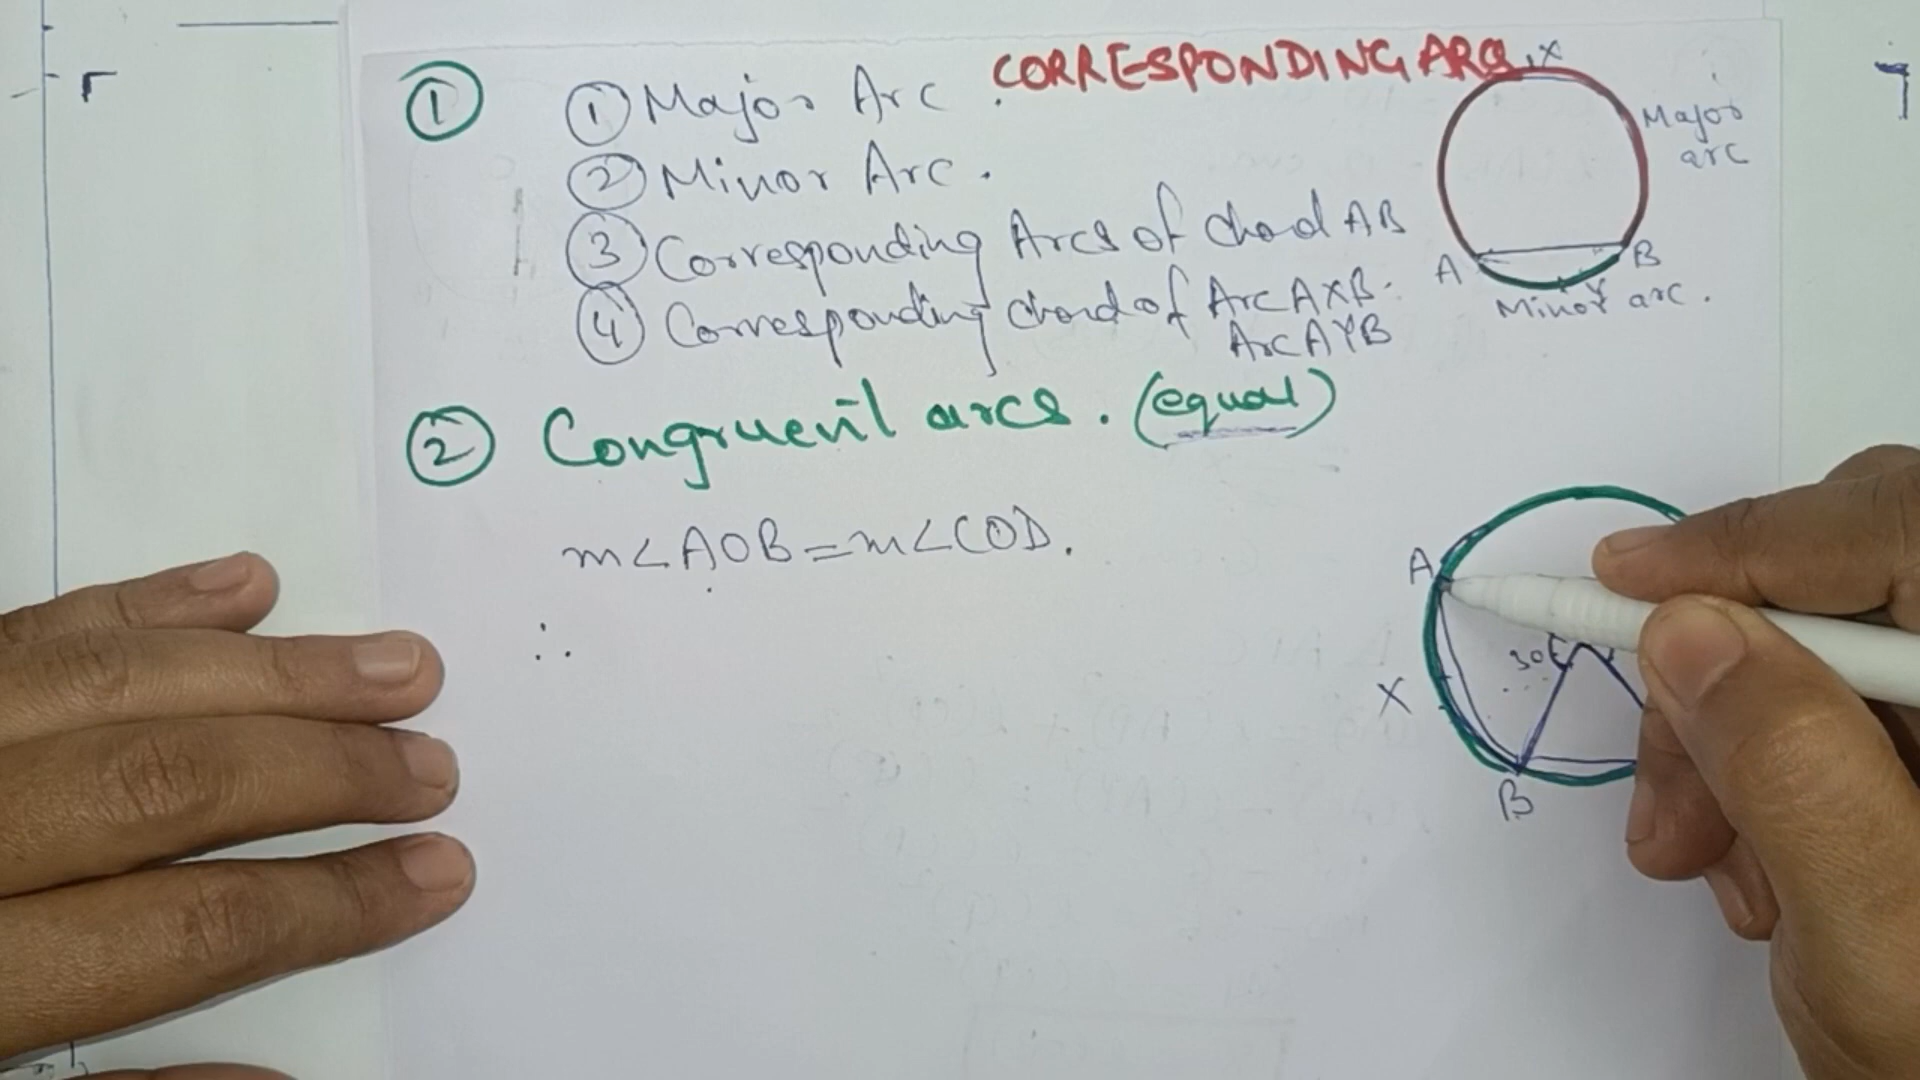 ① ① Major Arc. CORRESPONDING ARC
② Minor Arc.
③ Corresponding Arcs of chord AB
④ Corresponding chord of Arc AXB.
Arc AYB
X
Major
arc
A
B
Y
Minor arc.
② Congruent arcs. (equal)
m∠AOB = m∠COD.
∴
A
30
X
B